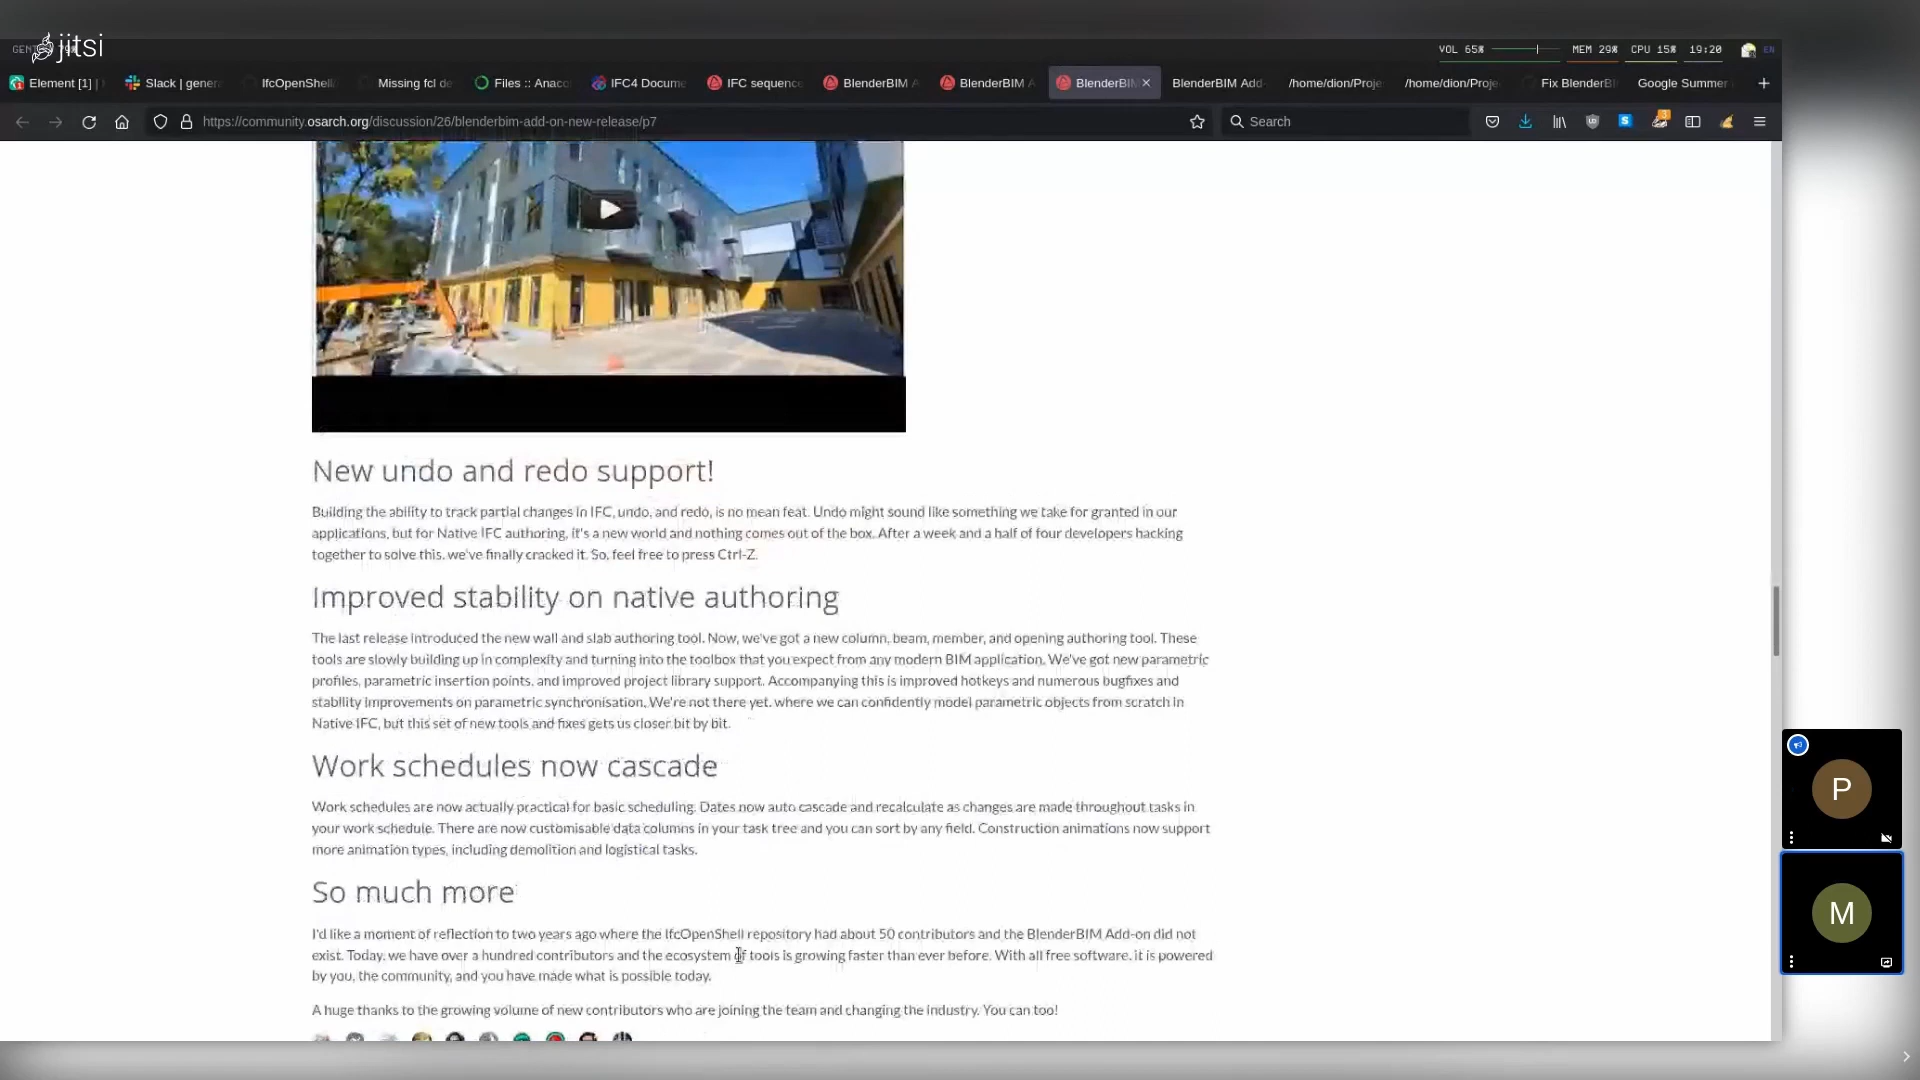 jitsi
VOL 65% MEM 29% CPU 15% 19:20 EN
Element [1] | Slack | gener IfcOpenShell Missing fcl de Files :: Anaco IFC4 Docume IFC sequenc BlenderBIM A BlenderBIM A BlenderBIM BlenderBIM Add- /home/dion/Proje /home/dion/Proje Fix BlenderBI Google Summer
https://community.osarch.org/discussion/26/blenderbim-add-on-new-release/p7 Search
New undo and redo support!
Building the ability to track partial changes in IFC, undo, and redo, is no mean feat. Undo might sound like something we take for granted in our
applications, but for Native IFC authoring, it's a new world and nothing comes out of the box. After a week and a half of four developers hacking
together to solve this, we've finally cracked it. So, feel free to press Ctrl-Z.
Improved stability on native authoring
The last release introduced the new wall and slab authoring tool. Now, we've got a new column, beam, member, and opening authoring tool. These
tools are slowly building up in complexity and turning into the toolbox that you expect from any modern BIM application. We've got new parametric
profiles, parametric insertion points, and improved project library support. Accompanying this is improved hotkeys and numerous bugfixes and
stability improvements on parametric synchronisation. We're not there yet, where we can confidently model parametric objects from scratch in
Native IFC, but this set of new tools and fixes gets us closer bit by bit.
Work schedules now cascade
Work schedules are now actually practical for basic scheduling. Dates now auto cascade and recalculate as changes are made throughout tasks in
your work schedule. There are now customisable data columns in your task tree and you can sort by any field. Construction animations now support
more animation types, including demolition and logistical tasks.
So much more
I'd like a moment of reflection to two years ago where the IfcOpenShell repository had about 50 contributors and the BlenderBIM Add-on did not
exist. Today, we have over a hundred contributors and the ecosystem of tools is growing faster than ever before. With all free software, it is powered
by you, the community, and you have made what is possible today.
A huge thanks to the growing volume of new contributors who are joining the team and changing the industry. You can too!
P
M